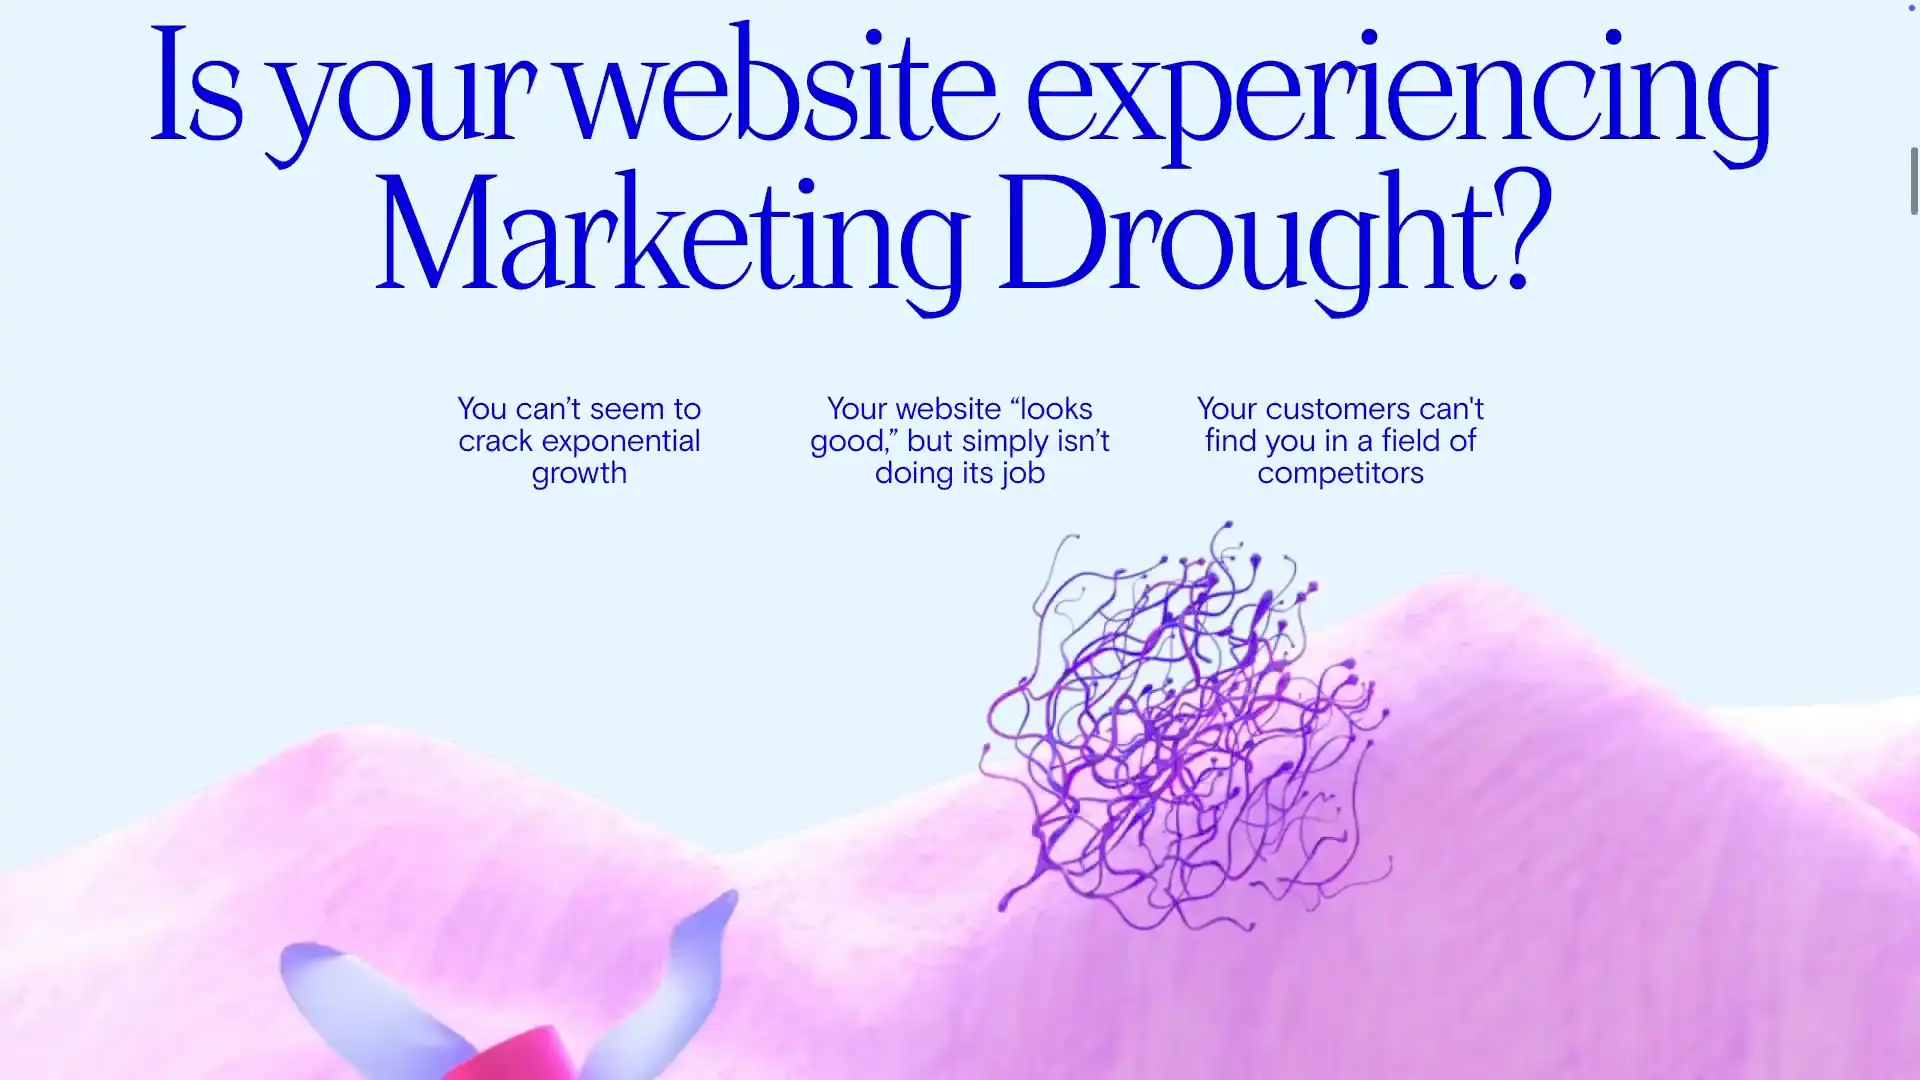 Is your website experiencing
Marketing Drought?
You can’t seem to
crack exponential
growth
Your website “looks
good,” but simply isn’t
doing its job
Your customers can't
find you in a field of
competitors